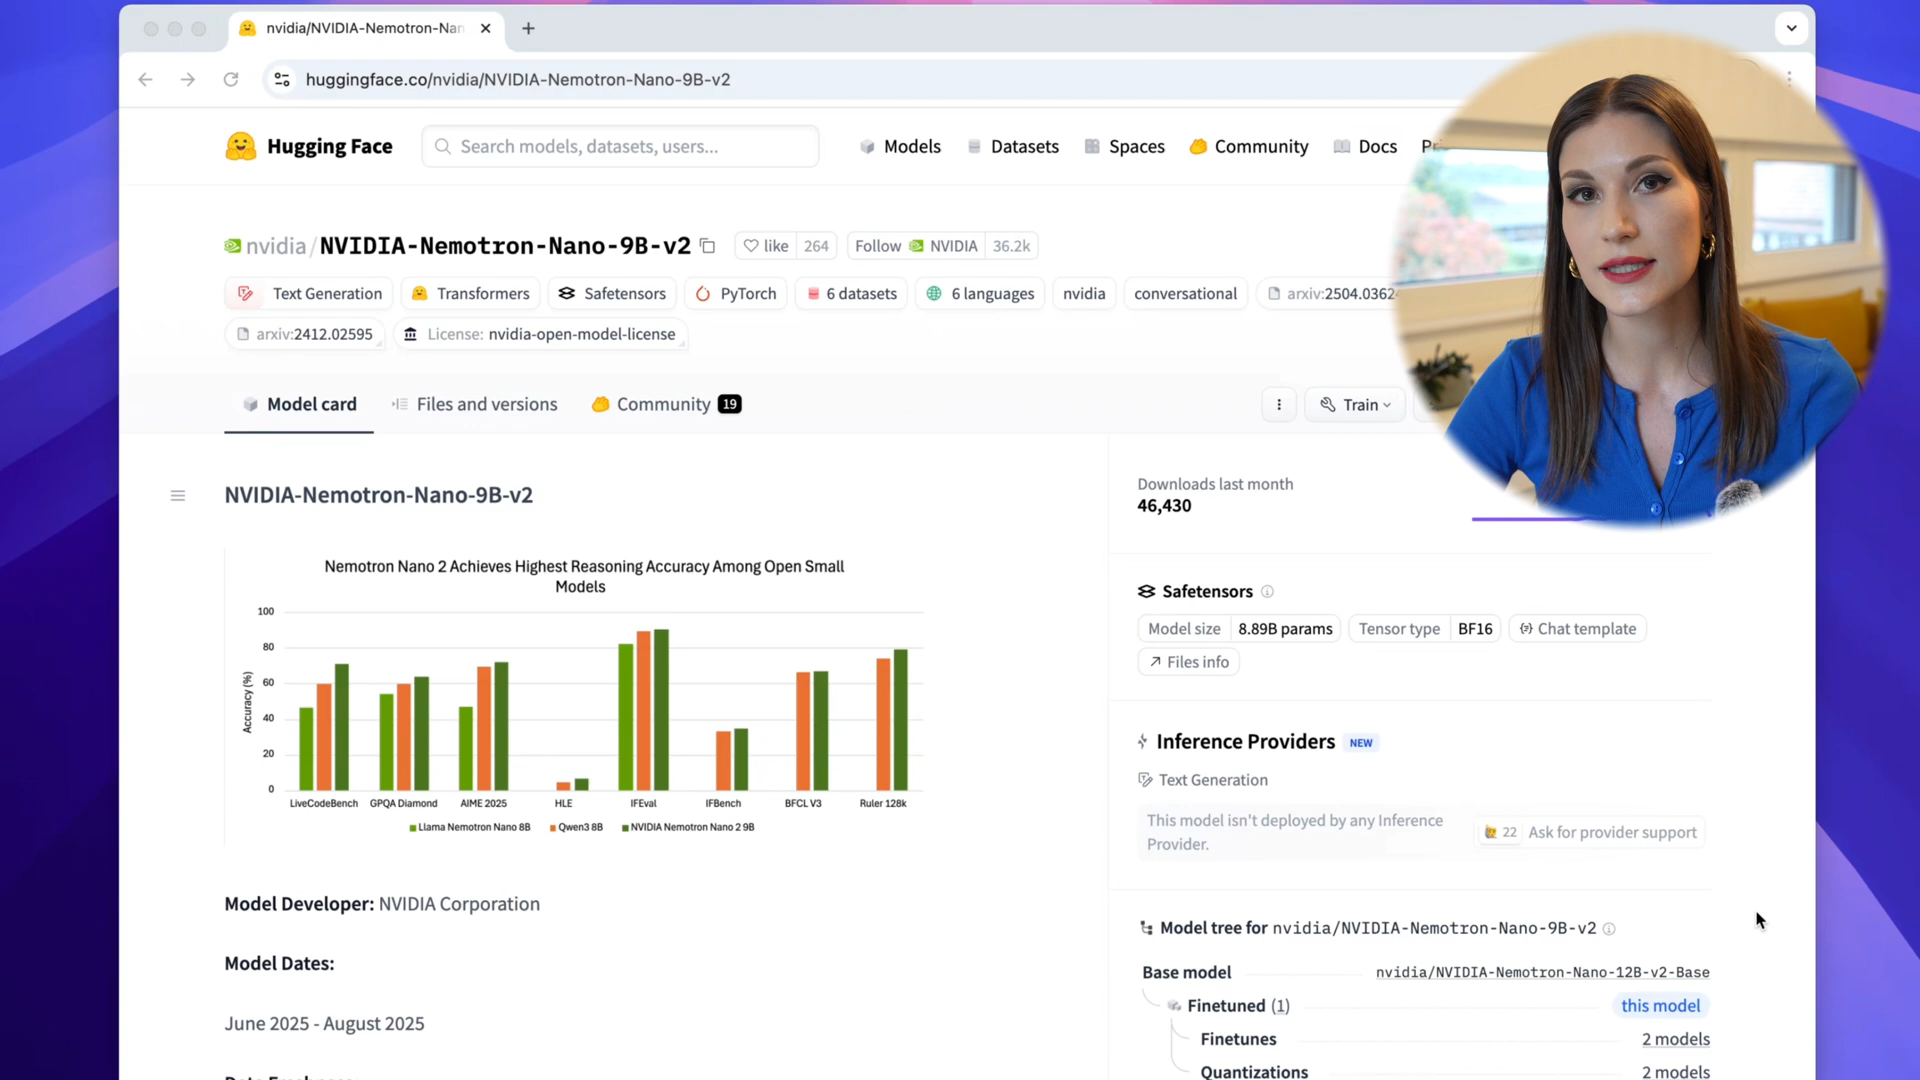 nvidia/NVIDIA-Nemotron-Nan
huggingface.co/nvidia/NVIDIA-Nemotron-Nano-9B-v2
Hugging Face
Search models, datasets, users...
Models
Datasets
Spaces
Community
Docs
Pr
nvidia/NVIDIA-Nemotron-Nano-9B-v2
like 264
Follow NVIDIA 36.2k
Text Generation
Transformers
Safetensors
PyTorch
6 datasets
6 languages
nvidia
conversational
arxiv:2504.0362
arxiv:2412.02595
License: nvidia-open-model-license
Model card
Files and versions
Community 19
Train
NVIDIA-Nemotron-Nano-9B-v2
Nemotron Nano 2 Achieves Highest Reasoning Accuracy Among Open Small
Models
Accuracy (%)
100
80
60
40
20
0
LiveCodeBench GPQA Diamond AIME 2025 HLE IFEval IFBench BFCL V3 Ruler 128k
Llama Nemotron Nano 8B Qwen3 8B NVIDIA Nemotron Nano 2 9B
Model Developer: NVIDIA Corporation
Model Dates:
June 2025 - August 2025
Downloads last month
46,430
Safetensors
Model size 8.89B params
Tensor type BF16
Chat template
Files info
Inference Providers NEW
Text Generation
This model isn't deployed by any Inference
Provider.
22 Ask for provider support
Model tree for nvidia/NVIDIA-Nemotron-Nano-9B-v2
Base model nvidia/NVIDIA-Nemotron-Nano-12B-v2-Base
Finetuned (1) this model
Finetunes 2 models
Quantizations 2 models